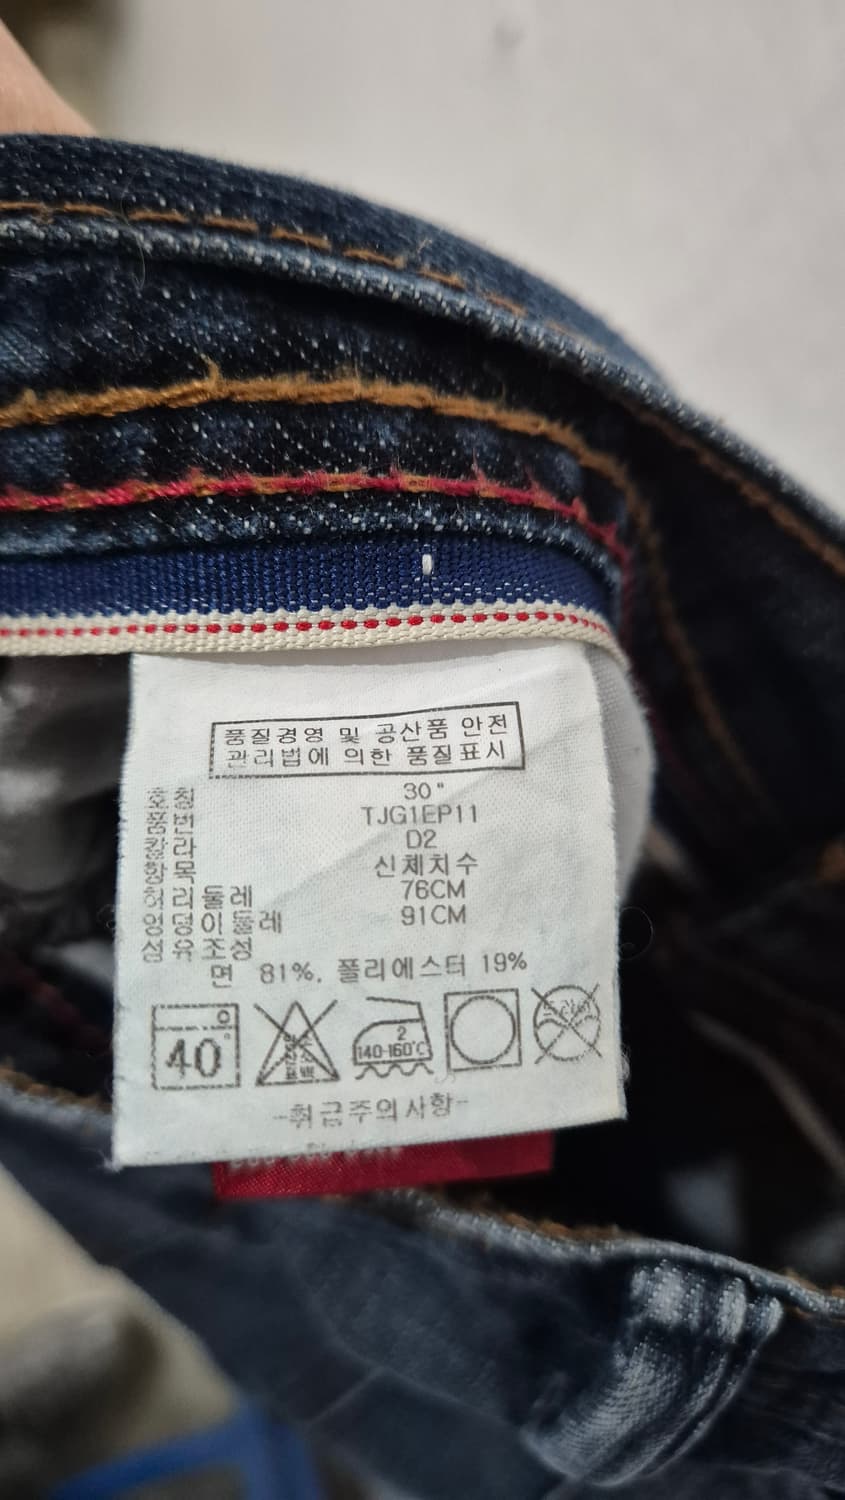 품질경영 및 공산품 안전
관리법에 의한 품질표시
호칭 30"
품번 TJG1EP11
칼라 D2
항목 신체치수
허리둘레 76CM
엉덩이둘레 91CM
섬유조성
면 81%, 폴리에스터 19%
40°
2
140-160℃
드라이
-취급주의사항-